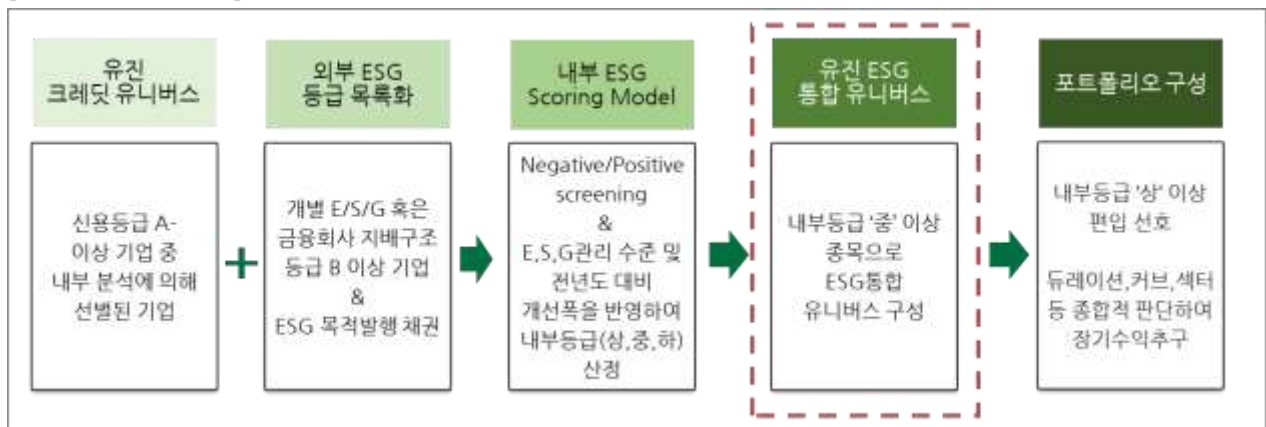 유진
크레딧 유니버스
신용등급 A-
이상 기업 중
내부 분석에 의해
선별된 기업
+
외부 ESG
등급 목록화
개별 E/S/G 혹은
금융회사 지배구조
등급 B 이상 기업
&
ESG 목적발행 채권
내부 ESG
Scoring Model
Negative/Positive
screening
&
E,S,G관리 수준 및
전년도 대비
개선폭을 반영하여
내부등급(상,중,하)
산정
유진 ESG
통합 유니버스
내부등급 '중' 이상
종목으로
ESG통합
유니버스 구성
포트폴리오 구성
내부등급 '상' 이상
편입 선호
듀레이션,커브,섹터
등 종합적 판단하여
장기수익추구